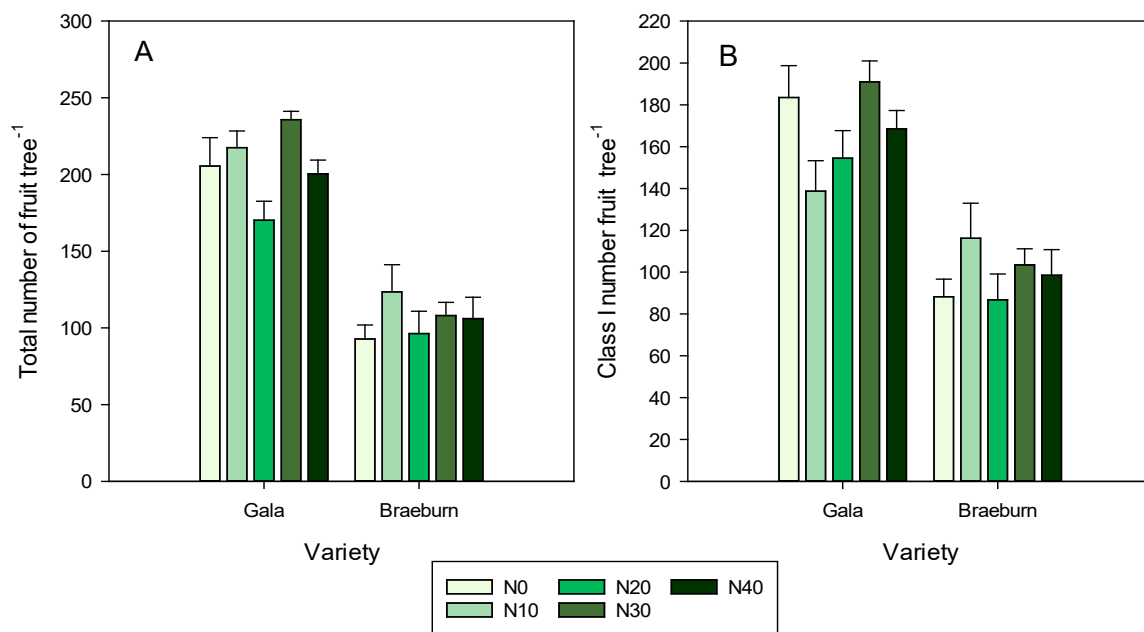 A
Total number of fruit tree⁻¹
300
250
200
150
100
50
0
Gala Braeburn
Variety
B
Class I number fruit tree⁻¹
220
200
180
160
140
120
100
80
60
40
20
0
Gala Braeburn
Variety
N0 N20 N40
N10 N30